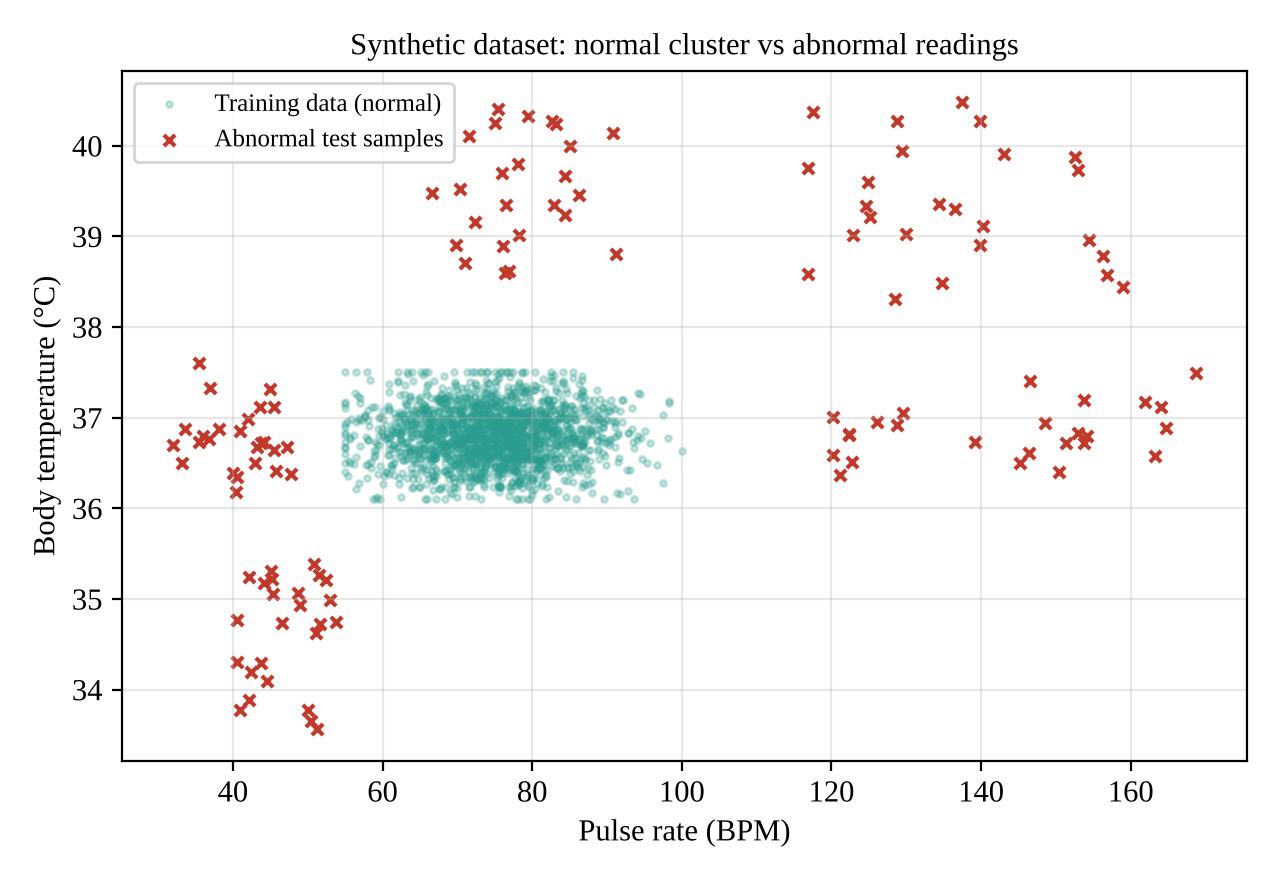 Synthetic dataset: normal cluster vs abnormal readings
Training data (normal)
Abnormal test samples
40
39
38
37
36
35
34
Body temperature (°C)
40 60 80 100 120 140 160
Pulse rate (BPM)